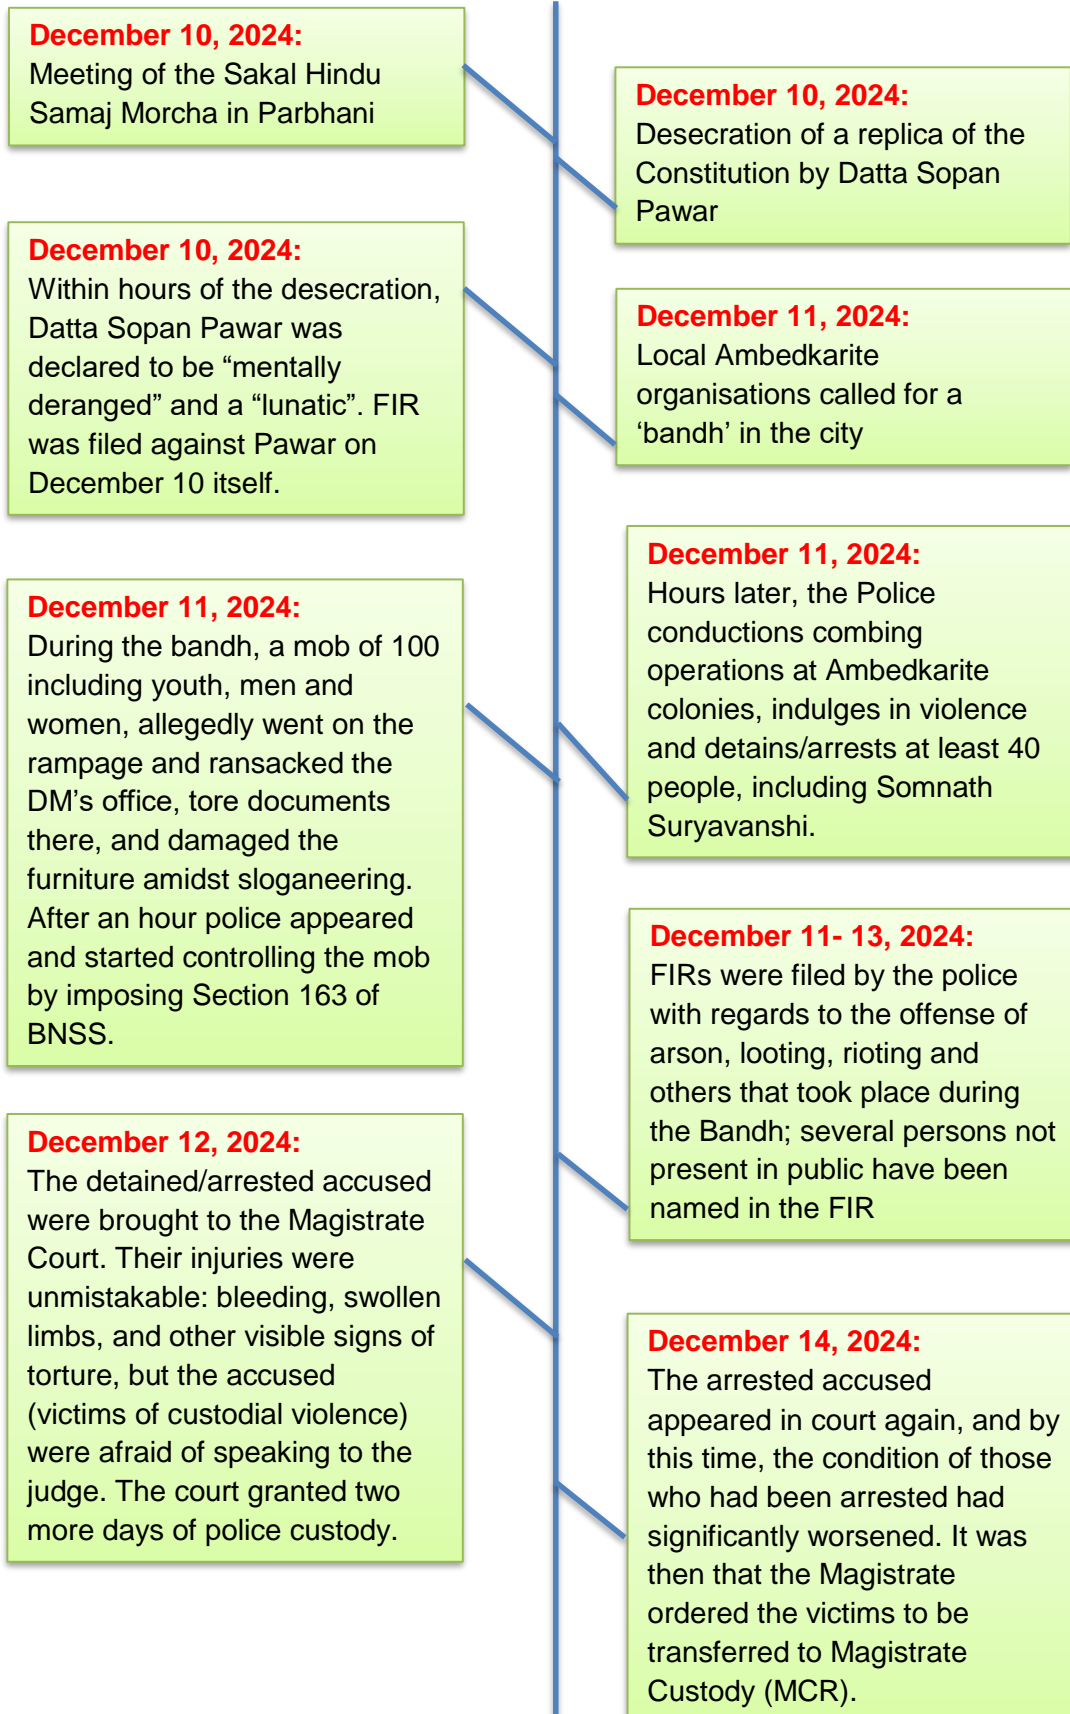 December 10, 2024:
Meeting of the Sakal Hindu
Samaj Morcha in Parbhani
December 10, 2024:
Desecration of a replica of the
Constitution by Datta Sopan
Pawar
December 10, 2024:
Within hours of the desecration,
Datta Sopan Pawar was
declared to be “mentally
deranged” and a “lunatic”. FIR
was filed against Pawar on
December 10 itself.
December 11, 2024:
Local Ambedkarite
organisations called for a
‘bandh’ in the city
December 11, 2024:
During the bandh, a mob of 100
including youth, men and
women, allegedly went on the
rampage and ransacked the
DM’s office, tore documents
there, and damaged the
furniture amidst sloganeering.
After an hour police appeared
and started controlling the mob
by imposing Section 163 of
BNSS.
December 11, 2024:
Hours later, the Police
conductions combing
operations at Ambedkarite
colonies, indulges in violence
and detains/arrests at least 40
people, including Somnath
Suryavanshi.
December 11- 13, 2024:
FIRs were filed by the police
with regards to the offense of
arson, looting, rioting and
others that took place during
the Bandh; several persons not
present in public have been
named in the FIR
December 12, 2024:
The detained/arrested accused
were brought to the Magistrate
Court. Their injuries were
unmistakable: bleeding, swollen
limbs, and other visible signs of
torture, but the accused
(victims of custodial violence)
were afraid of speaking to the
judge. The court granted two
more days of police custody.
December 14, 2024:
The arrested accused
appeared in court again, and by
this time, the condition of those
who had been arrested had
significantly worsened. It was
then that the Magistrate
ordered the victims to be
transferred to Magistrate
Custody (MCR).